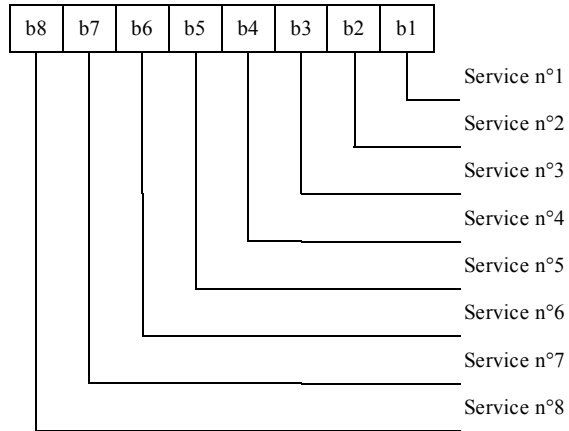 b8 b7 b6 b5 b4 b3 b2 b1
Service n°1
Service n°2
Service n°3
Service n°4
Service n°5
Service n°6
Service n°7
Service n°8